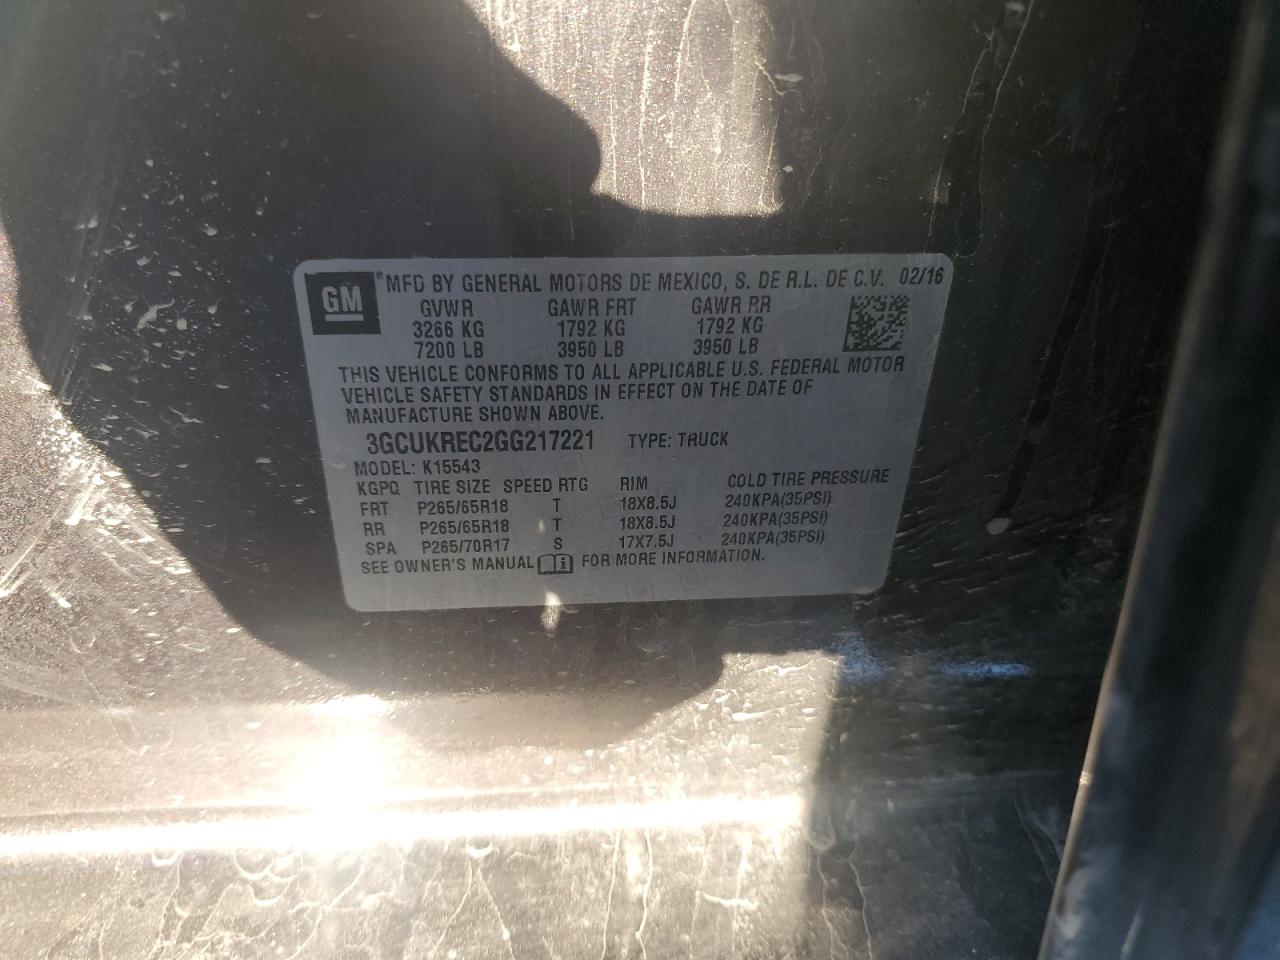 GM *MFD BY GENERAL MOTORS DE MEXICO, S. DE R.L. DE C.V. 02/16
GVWR GAWR FRT GAWR RR
3266 KG 1792 KG 1792 KG
7200 LB 3950 LB 3950 LB
THIS VEHICLE CONFORMS TO ALL APPLICABLE U.S. FEDERAL MOTOR
VEHICLE SAFETY STANDARDS IN EFFECT ON THE DATE OF
MANUFACTURE SHOWN ABOVE.
3GCUKREC2GG217221 TYPE: TRUCK
MODEL: K15543
KGPQ TIRE SIZE SPEED RTG RIM COLD TIRE PRESSURE
FRT P265/65R18 T 18X8.5J 240KPA(35PSI)
RR P265/65R18 T 18X8.5J 240KPA(35PSI)
SPA P265/70R17 S 17X7.5J 240KPA(35PSI)
SEE OWNER'S MANUAL FOR MORE INFORMATION.